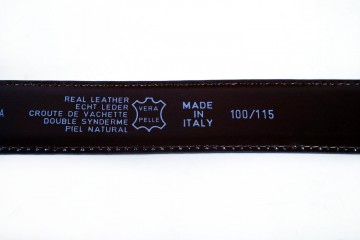 A
REAL LEATHER
ECHT LEDER
CROUTE DE VACHETTE
DOUBLE SYNDERME
PIEL NATURAL
VERA
PELLE
MADE
IN
ITALY
100/115